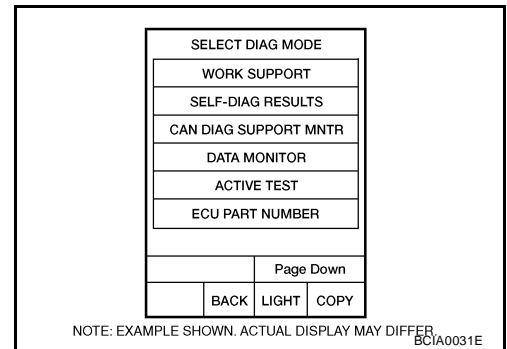 SELECT DIAG MODE
WORK SUPPORT
SELF-DIAG RESULTS
CAN DIAG SUPPORT MNTR
DATA MONITOR
ACTIVE TEST
ECU PART NUMBER
Page Down
BACK LIGHT COPY
NOTE: EXAMPLE SHOWN. ACTUAL DISPLAY MAY DIFFER.
BCIA0031E